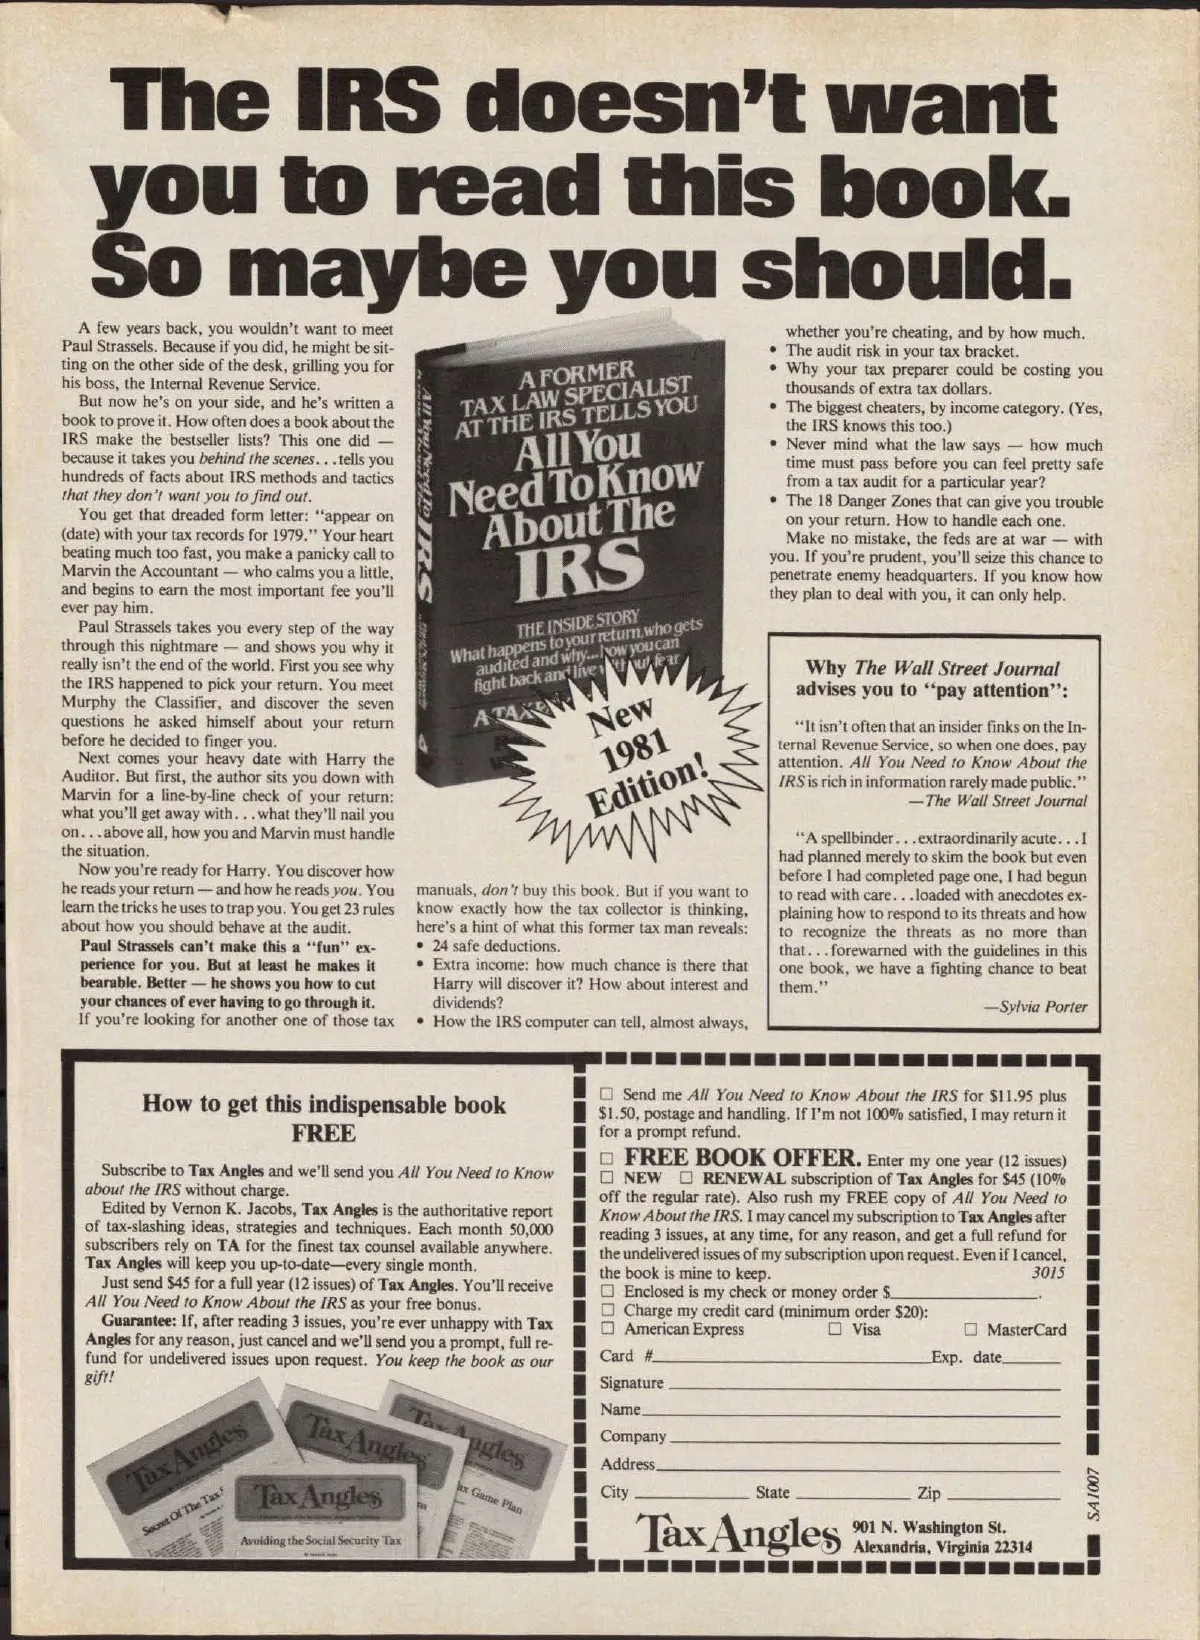 The IRS doesn't want
you to read this book.
So maybe you should.
A few years back, you wouldn't want to meet
Paul Strassels. Because if you did, he might be sit-
ting on the other side of the desk, grilling you for
his boss, the Internal Revenue Service.
But now he's on your side, and he's written a
book to prove it. How often does a book about the
IRS make the bestseller lists? This one did —
because it takes you behind the scenes. . .tells you
hundreds of facts about IRS methods and tactics
that they don't want you to find out.
You get that dreaded form letter: "appear on
(date) with your tax records for 1979." Your heart
beating much too fast, you make a panicky call to
Marvin the Accountant — who calms you a little,
and begins to earn the most important fee you'll
ever pay him.
Paul Strassels takes you every step of the way
through this nightmare — and shows you why it
really isn't the end of the world. First you see why
the IRS happened to pick your return. You meet
Murphy the Classifier, and discover the seven
questions he asked himself about your return
before he decided to finger you.
Next comes your heavy date with Harry the
Auditor. But first, the author sits you down with
Marvin for a line-by-line check of your return:
what you'll get away with. . .what they'll nail you
on. . .above all, how you and Marvin must handle
the situation.
Now you're ready for Harry. You discover how
he reads your return — and how he reads you. You
learn the tricks he uses to trap you. You get 23 rules
about how you should behave at the audit.
Paul Strassels can't make this a "fun" ex-
perience for you. But at least he makes it
bearable. Better — he shows you how to cut
your chances of ever having to go through it.
If you're looking for another one of those tax
A FORMER
TAX LAW SPECIALIST
AT THE IRS TELLS YOU
All You
Need To Know
About The
IRS
THE INSIDE STORY
What happens to your return, who gets
audited and why...how you can
fight back and live without fear
A TAX
All You Need To
IRS
New
1981
Edition!
manuals, don't buy this book. But if you want to
know exactly how the tax collector is thinking,
here's a hint of what this former tax man reveals:
• 24 safe deductions.
• Extra income: how much chance is there that
Harry will discover it? How about interest and
dividends?
• How the IRS computer can tell, almost always,
whether you're cheating, and by how much.
• The audit risk in your tax bracket.
• Why your tax preparer could be costing you
thousands of extra tax dollars.
• The biggest cheaters, by income category. (Yes,
the IRS knows this too.)
• Never mind what the law says — how much
time must pass before you can feel pretty safe
from a tax audit for a particular year?
• The 18 Danger Zones that can give you trouble
on your return. How to handle each one.
Make no mistake, the feds are at war — with
you. If you're prudent, you'll seize this chance to
penetrate enemy headquarters. If you know how
they plan to deal with you, it can only help.
Why The Wall Street Journal
advises you to "pay attention":
"It isn't often that an insider finks on the In-
ternal Revenue Service, so when one does, pay
attention. All You Need to Know About the
IRS is rich in information rarely made public."
—The Wall Street Journal
"A spellbinder. . .extraordinarily acute. . .I
had planned merely to skim the book but even
before I had completed page one, I had begun
to read with care. . .loaded with anecdotes ex-
plaining how to respond to its threats and how
to recognize the threats as no more than
that. . .forewarned with the guidelines in this
one book, we have a fighting chance to beat
them."
—Sylvia Porter
How to get this indispensable book
FREE
Subscribe to Tax Angles and we'll send you All You Need to Know
about the IRS without charge.
Edited by Vernon K. Jacobs, Tax Angles is the authoritative report
of tax-slashing ideas, strategies and techniques. Each month 50,000
subscribers rely on TA for the finest tax counsel available anywhere.
Tax Angles will keep you up-to-date—every single month.
Just send $45 for a full year (12 issues) of Tax Angles. You'll receive
All You Need to Know About the IRS as your free bonus.
Guarantee: If, after reading 3 issues, you're ever unhappy with Tax
Angles for any reason, just cancel and we'll send you a prompt, full re-
fund for undelivered issues upon request. You keep the book as our
gift!
Tax Angles
Secret Of The Tax
Tax Angles
Tax Angles
ax Game Plan
Tax Angles
Avoiding the Social Security Tax
☐ Send me All You Need to Know About the IRS for $11.95 plus
$1.50, postage and handling. If I'm not 100% satisfied, I may return it
for a prompt refund.
☐ FREE BOOK OFFER. Enter my one year (12 issues)
☐ NEW ☐ RENEWAL subscription of Tax Angles for $45 (10%
off the regular rate). Also rush my FREE copy of All You Need to
Know About the IRS. I may cancel my subscription to Tax Angles after
reading 3 issues, at any time, for any reason, and get a full refund for
the undelivered issues of my subscription upon request. Even if I cancel,
the book is mine to keep. 3015
☐ Enclosed is my check or money order $____.
☐ Charge my credit card (minimum order $20):
☐ American Express ☐ Visa ☐ MasterCard
Card #____ Exp. date____
Signature ____
Name____
Company____
Address____
City ____ State ____ Zip ____
Tax Angles
901 N. Washington St.
Alexandria, Virginia 22314
SA1007